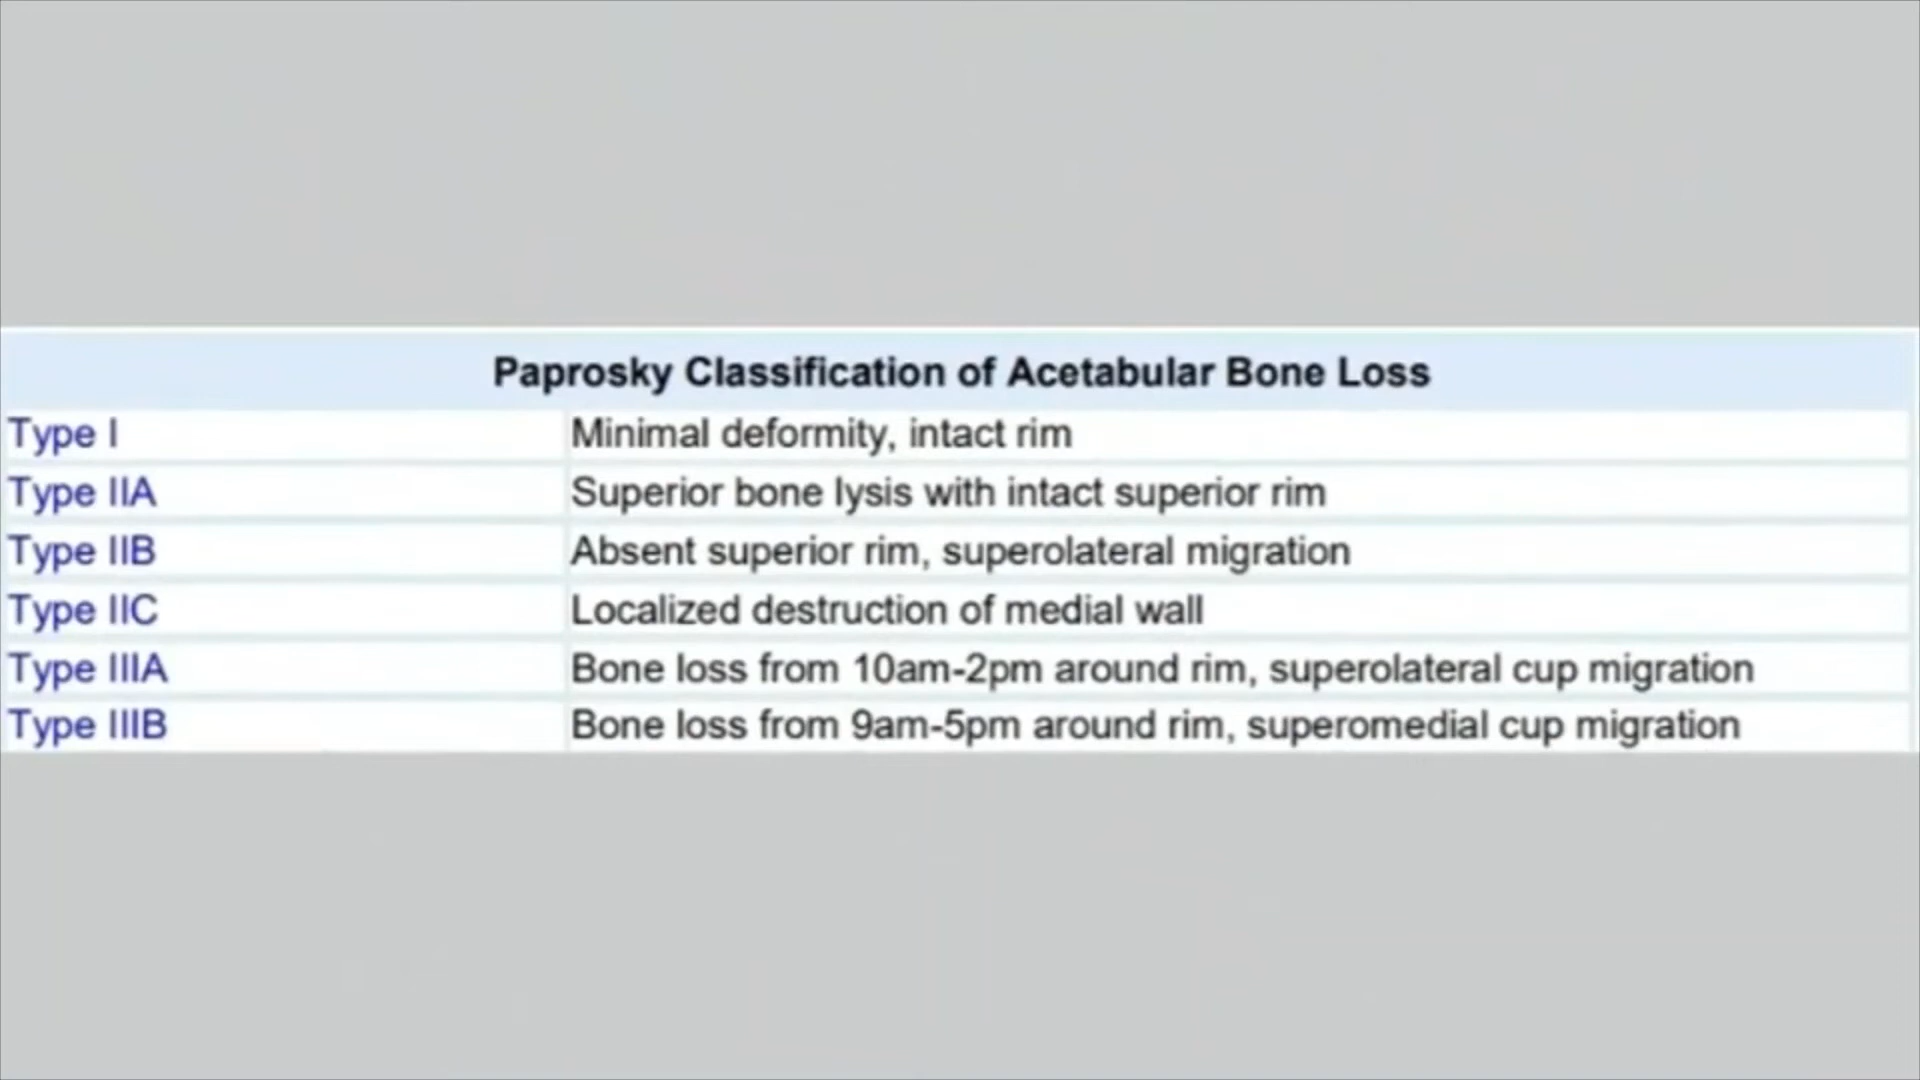 Paprosky Classification of Acetabular Bone Loss
Type I Minimal deformity, intact rim
Type IIA Superior bone lysis with intact superior rim
Type IIB Absent superior rim, superolateral migration
Type IIC Localized destruction of medial wall
Type IIIA Bone loss from 10am-2pm around rim, superolateral cup migration
Type IIIB Bone loss from 9am-5pm around rim, superomedial cup migration